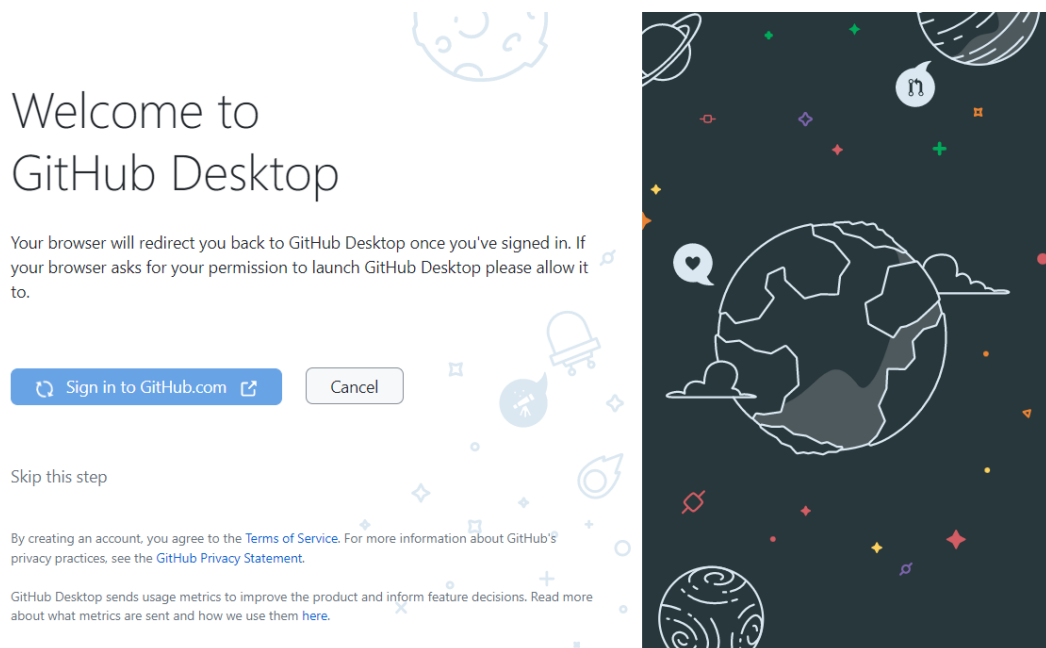 Welcome to
GitHub Desktop
Your browser will redirect you back to GitHub Desktop once you've signed in. If
your browser asks for your permission to launch GitHub Desktop please allow it
to.
Sign in to GitHub.com
Cancel
Skip this step
By creating an account, you agree to the Terms of Service. For more information about GitHub's
privacy practices, see the GitHub Privacy Statement.
GitHub Desktop sends usage metrics to improve the product and inform feature decisions. Read more
about what metrics are sent and how we use them here.